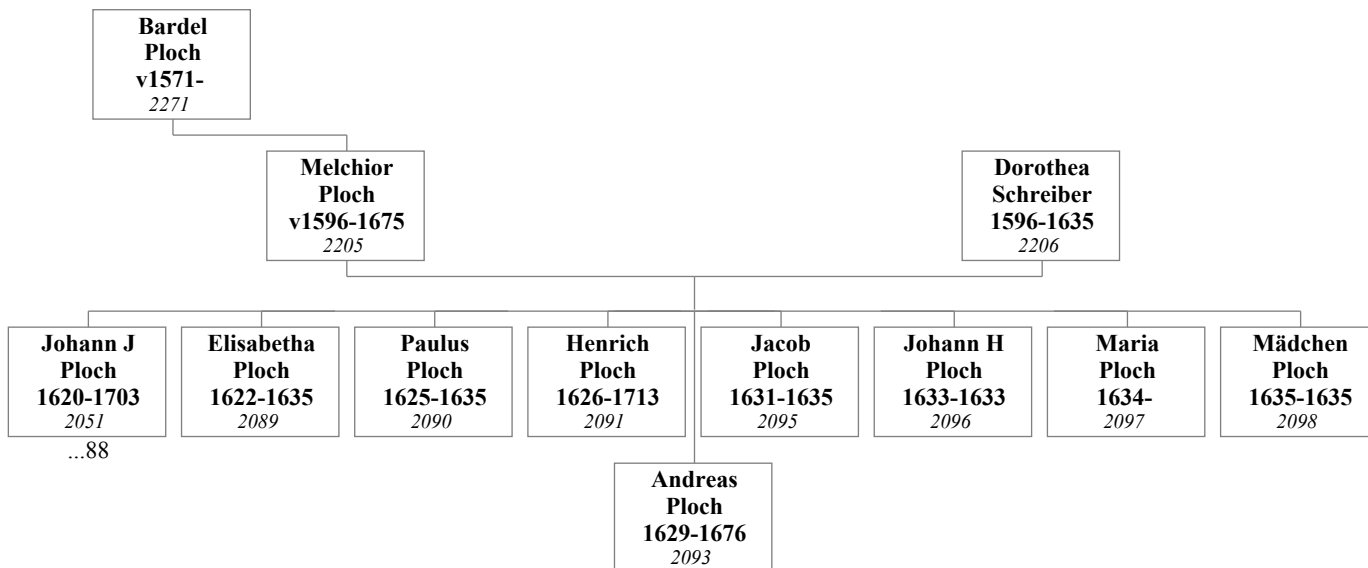 Bardel
Ploch
v1571-
2271
Melchior
Ploch
v1596-1675
2205
Dorothea
Schreiber
1596-1635
2206
Johann J
Ploch
1620-1703
2051
...88
Elisabetha
Ploch
1622-1635
2089
Paulus
Ploch
1625-1635
2090
Henrich
Ploch
1626-1713
2091
Jacob
Ploch
1631-1635
2095
Johann H
Ploch
1633-1633
2096
Maria
Ploch
1634-
2097
Mädchen
Ploch
1635-1635
2098
Andreas
Ploch
1629-1676
2093